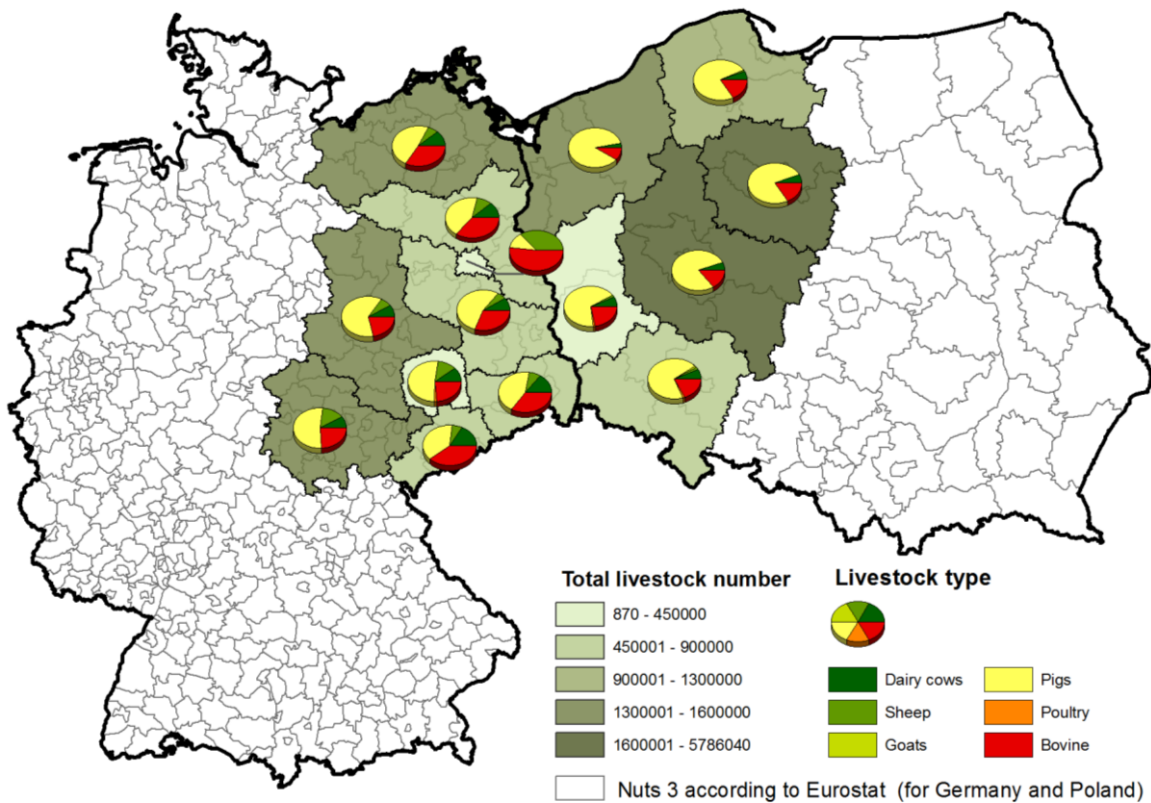 Total livestock number
870 - 450000
450001 - 900000
900001 - 1300000
1300001 - 1600000
1600001 - 5786040
Livestock type
Dairy cows
Sheep
Goats
Pigs
Poultry
Bovine
Nuts 3 according to Eurostat (for Germany and Poland)